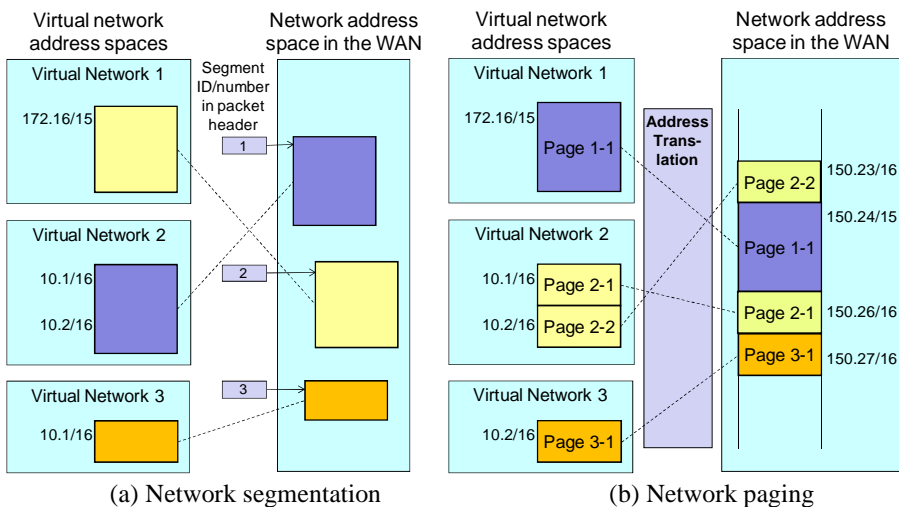 Virtual network
address spaces
Network address
space in the WAN
Virtual Network 1
172.16/15
Segment
ID/number
in packet
header
1
Virtual Network 2
10.1/16
10.2/16
2
Virtual Network 3
10.1/16
3
(a) Network segmentation
Virtual network
address spaces
Network address
space in the WAN
Virtual Network 1
172.16/15
Page 1-1
Address
Trans-
lation
Virtual Network 2
10.1/16
Page 2-1
10.2/16
Page 2-2
Virtual Network 3
10.2/16
Page 3-1
Page 2-2
150.23/16
150.24/15
Page 1-1
Page 2-1
150.26/16
Page 3-1
150.27/16
(b) Network paging